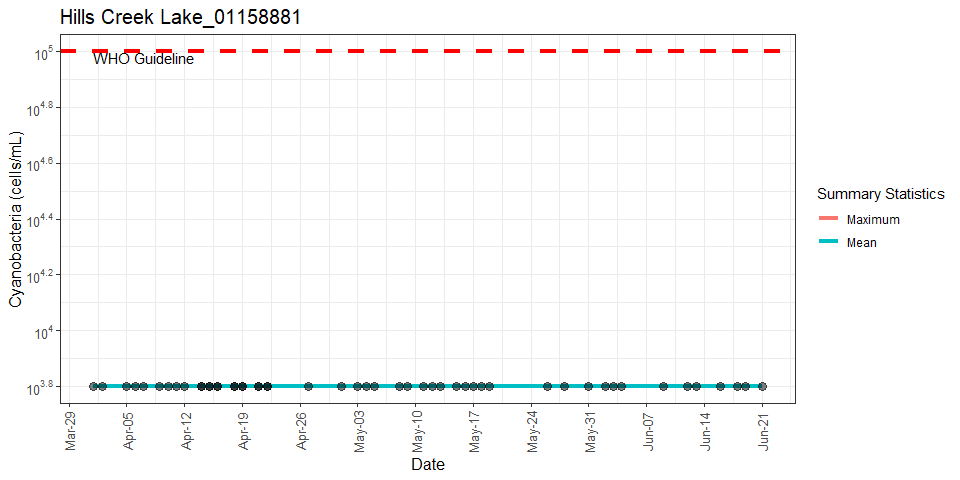 Hills Creek Lake_01158881
Cyanobacteria (cells/mL)
10^5
10^4.8
10^4.6
10^4.4
10^4.2
10^4
10^3.8
WHO Guideline
Mar-29
Apr-05
Apr-12
Apr-19
Apr-26
May-03
May-10
May-17
May-24
May-31
Jun-07
Jun-14
Jun-21
Date
Summary Statistics
Maximum
Mean